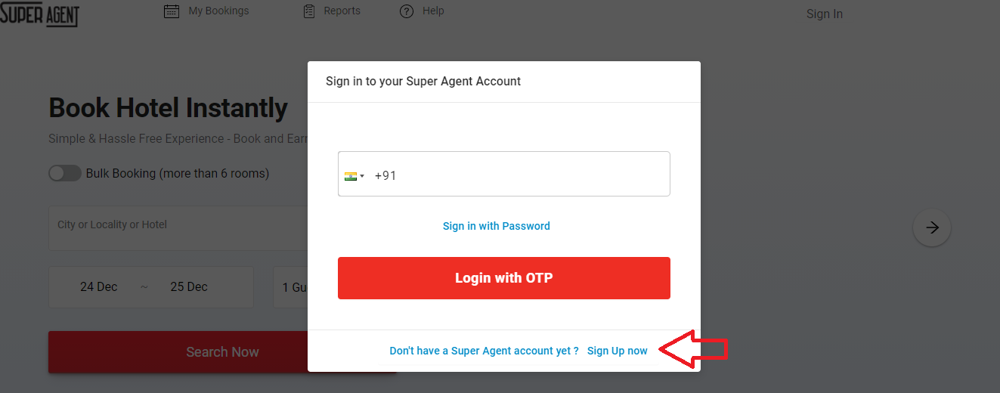 SUPER AGENT
My Bookings
Reports
Help
Sign In
Sign in to your Super Agent Account
Book Hotel Instantly
Simple & Hassle Free Experience - Book and Earn
Bulk Booking (more than 6 rooms)
+91
City or Locality or Hotel
Sign in with Password
24 Dec ~ 25 Dec
1 Gu
Login with OTP
Search Now
Don't have a Super Agent account yet ? Sign Up now